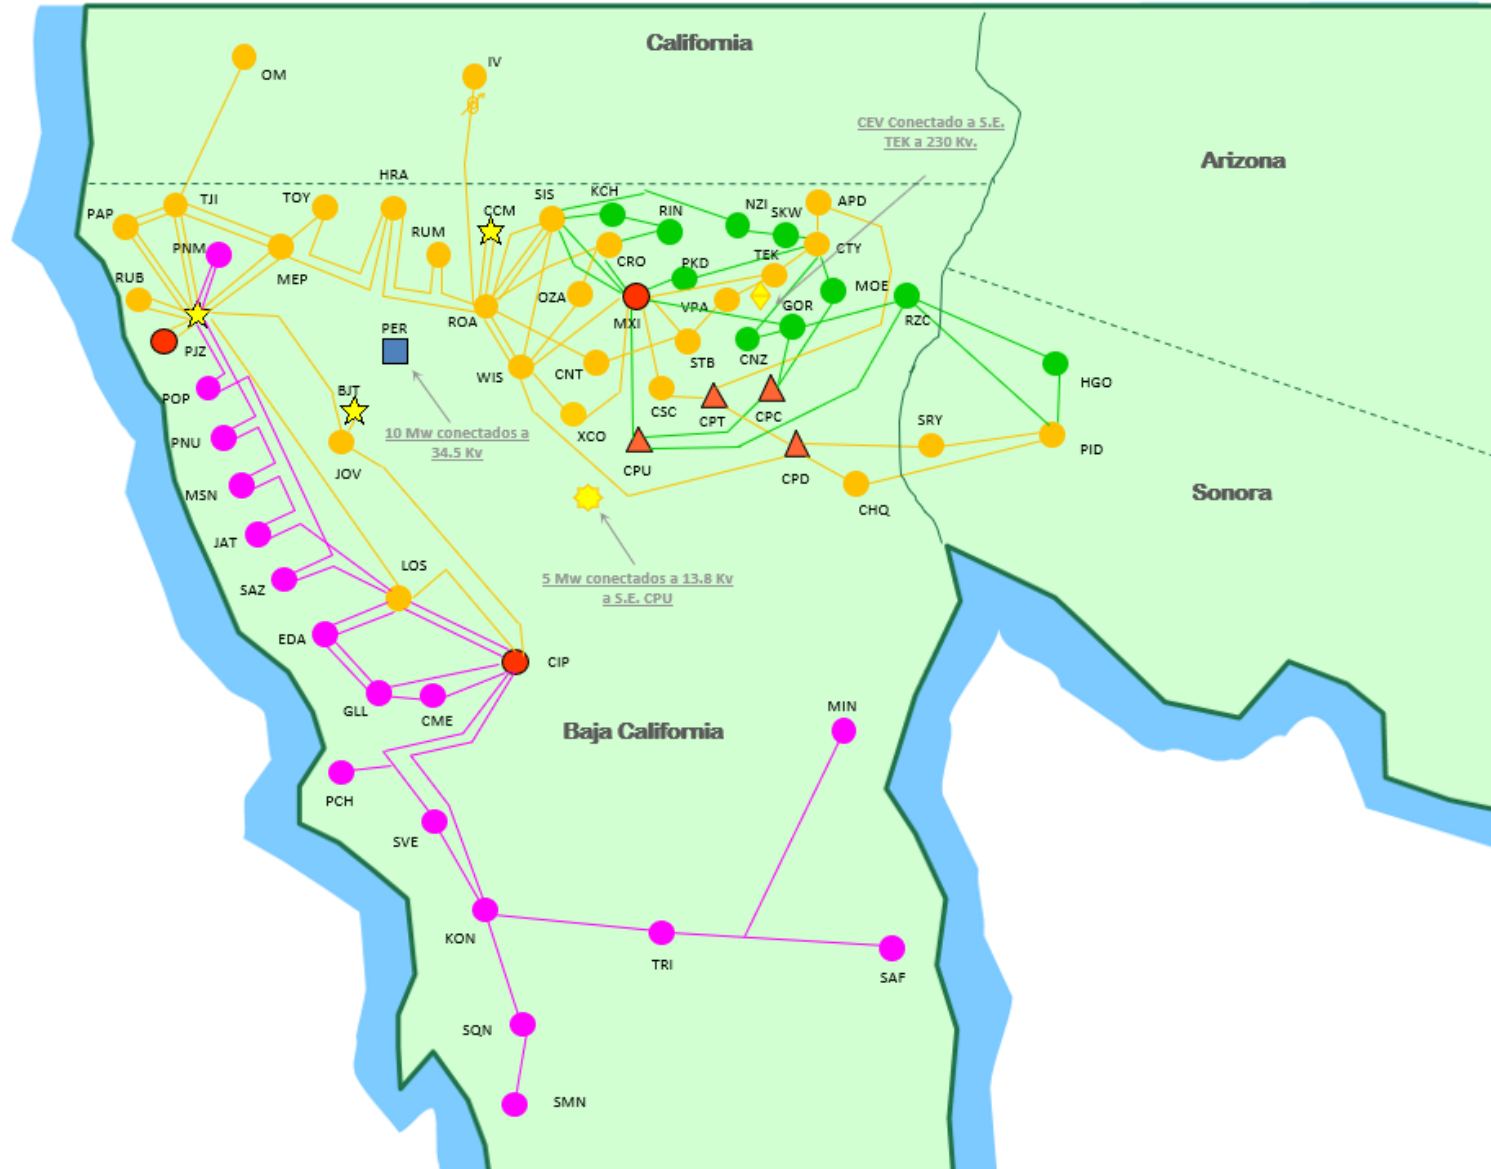 California
IV
OM
CEV Conectado a S.E.
TEK a 230 Kv.
Arizona
HRA
TJI
TOY
SIS
KCH
NZI
APD
PAP
CCM
RIN
SKW
RUM
PNM
CTY
TEK
CRO
PKD
RUB
MEP
MOE
OZA
VPA
GOR
ROA
MXI
RZC
PER
PJZ
STB
CNZ
WIS
CNT
HGO
BJT
POP
CSC
CPT
CPC
SRY
10 Mw conectados a
34.5 Kv
PNU
XCO
PID
JOV
CPU
CPD
Sonora
MSN
CHQ
JAT
LOS
5 Mw conectados a 13.8 Kv
a S.E. CPU
SAZ
EDA
CIP
GLL
CME
MIN
Baja California
PCH
SVE
KON
TRI
SAF
SQN
SMN